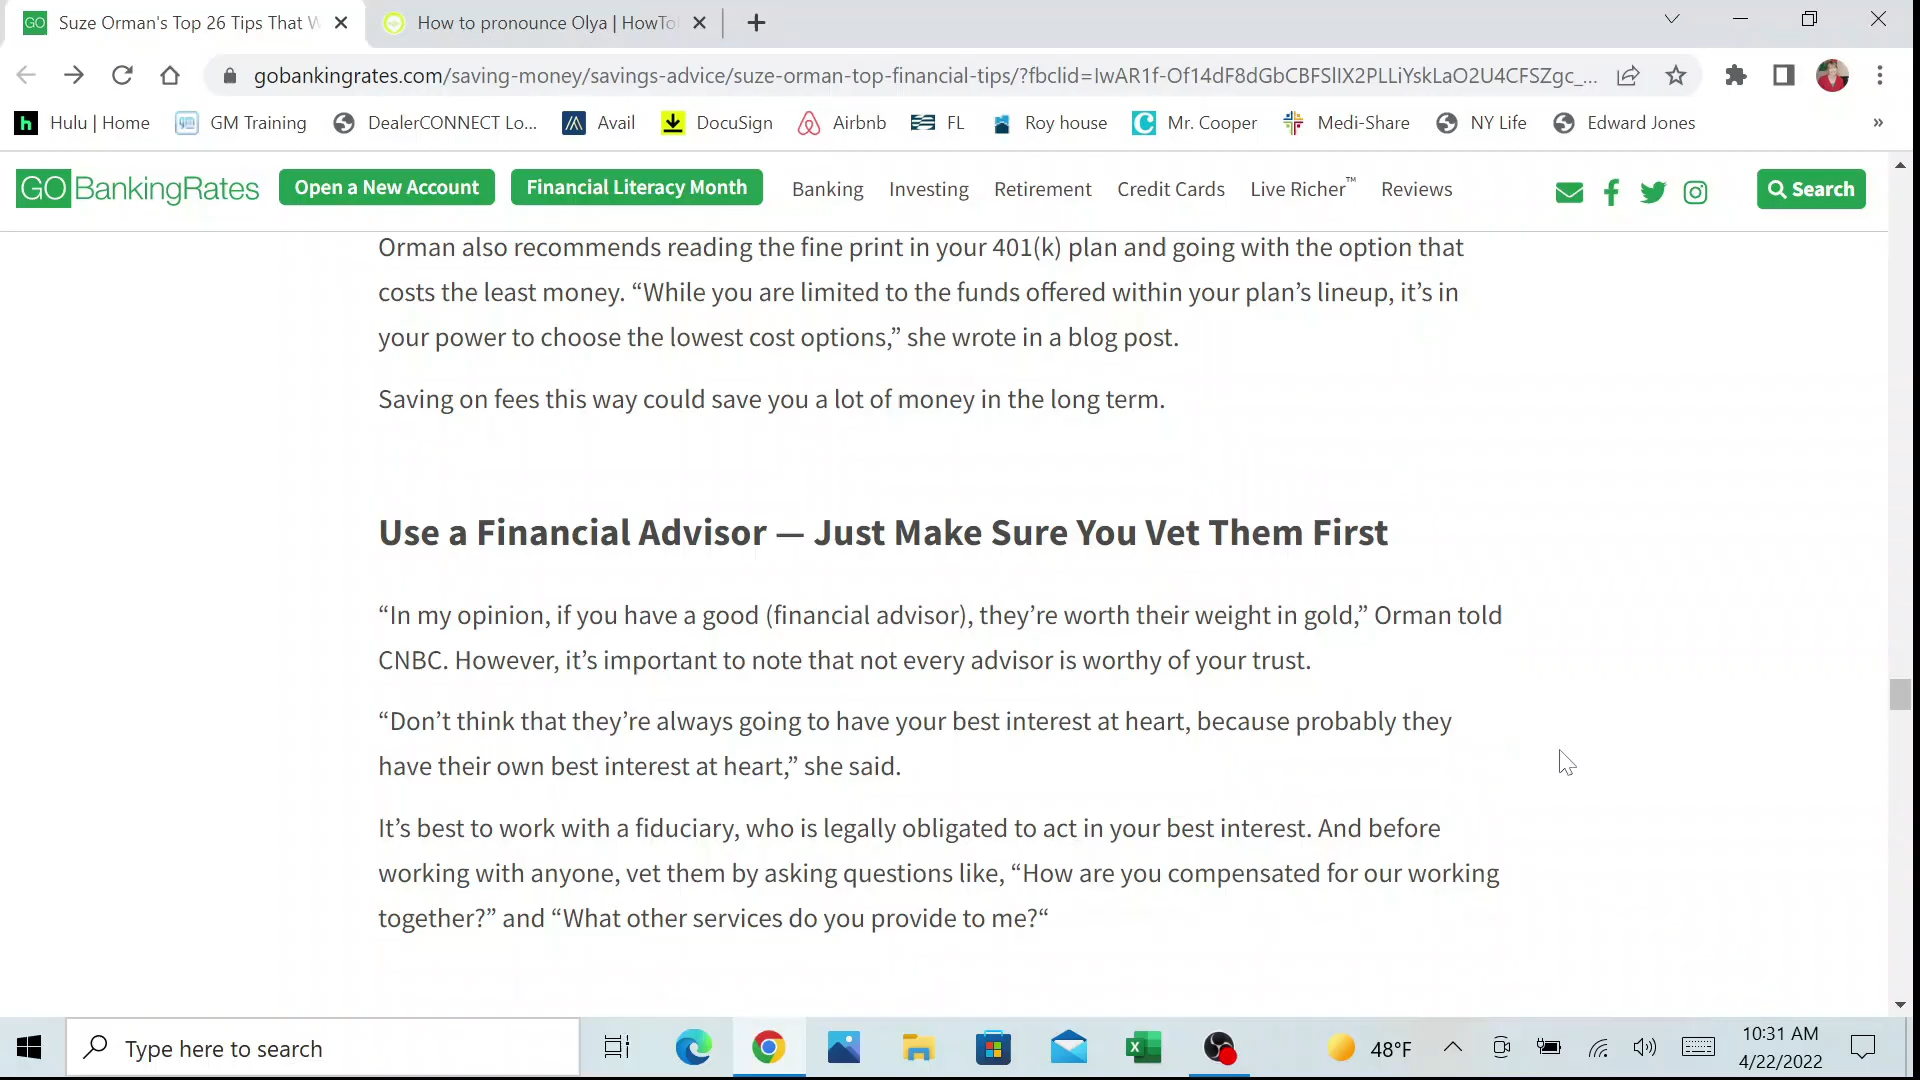 GO Suze Orman's Top 26 Tips That W
How to pronounce Olya | HowTo
gobankingrates.com/saving-money/savings-advice/suze-orman-top-financial-tips/?fbclid=IwAR1f-Of14dF8dGbCBFSlIX2PLLiYskLaO2U4CFSZgc_...
h Hulu | Home GM Training DealerCONNECT Lo... Avail DocuSign Airbnb FL Roy house C Mr. Cooper Medi-Share NY Life Edward Jones »
GOBankingRates Open a New Account Financial Literacy Month Banking Investing Retirement Credit Cards Live Richer™ Reviews Search
Orman also recommends reading the fine print in your 401(k) plan and going with the option that
costs the least money. “While you are limited to the funds offered within your plan’s lineup, it’s in
your power to choose the lowest cost options,” she wrote in a blog post.
Saving on fees this way could save you a lot of money in the long term.
Use a Financial Advisor — Just Make Sure You Vet Them First
“In my opinion, if you have a good (financial advisor), they’re worth their weight in gold,” Orman told
CNBC. However, it’s important to note that not every advisor is worthy of your trust.
“Don’t think that they’re always going to have your best interest at heart, because probably they
have their own best interest at heart,” she said.
It’s best to work with a fiduciary, who is legally obligated to act in your best interest. And before
working with anyone, vet them by asking questions like, “How are you compensated for our working
together?” and “What other services do you provide to me?“
Type here to search
48°F
10:31 AM
4/22/2022